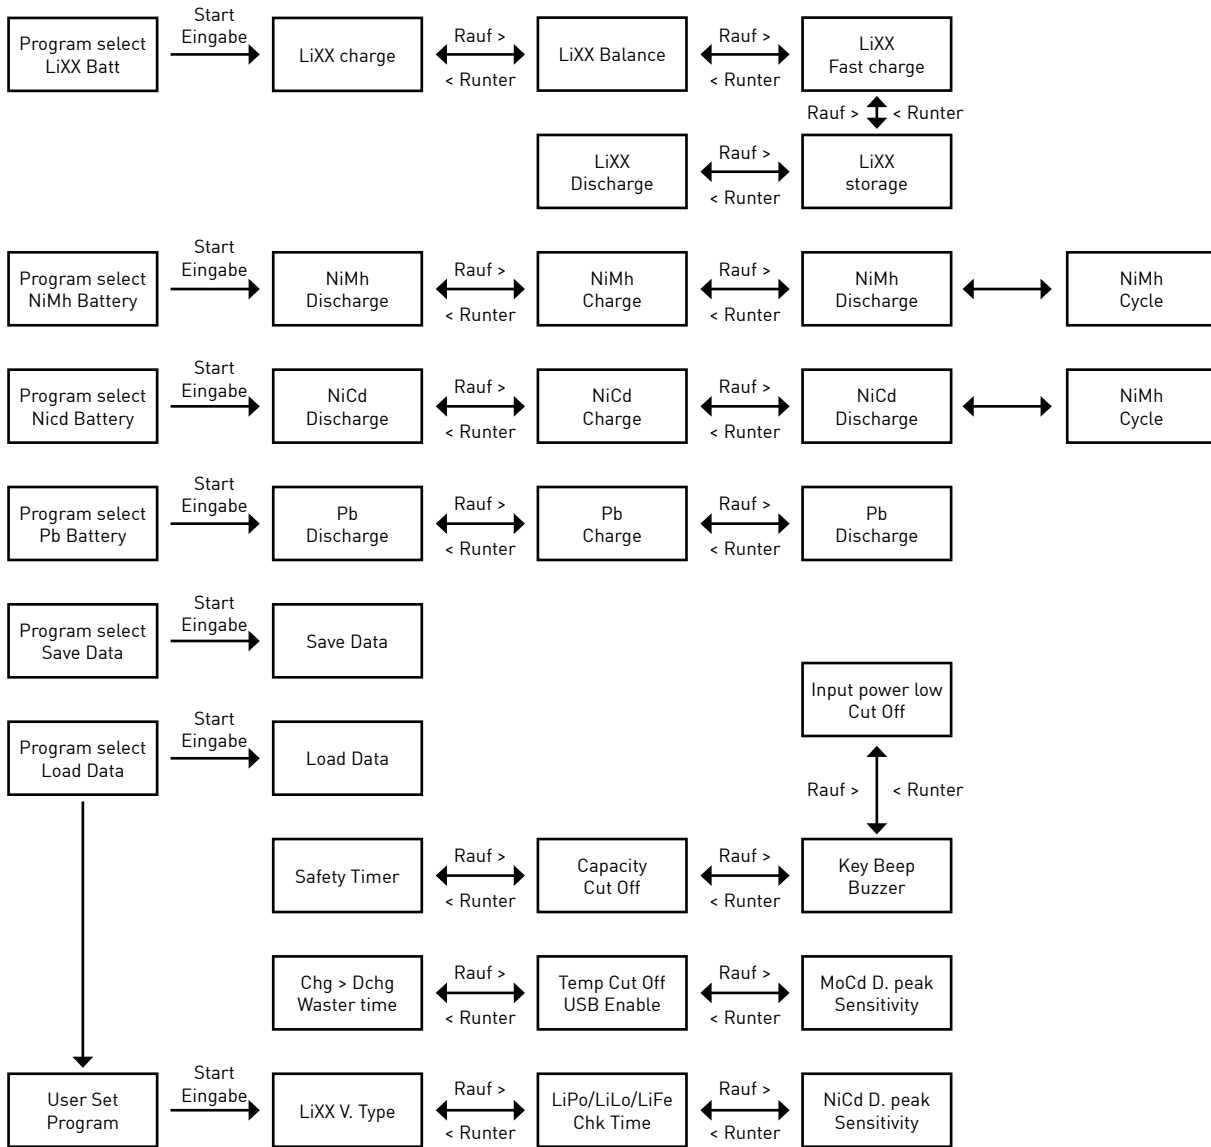 Program select
LiXX Batt
Start
Eingabe
LiXX charge
Rauf >
< Runter
LiXX Balance
Rauf >
< Runter
LiXX
Fast charge
Rauf >
< Runter
LiXX
Discharge
Rauf >
< Runter
LiXX
storage
Program select
NiMh Battery
Start
Eingabe
NiMh
Discharge
Rauf >
< Runter
NiMh
Charge
Rauf >
< Runter
NiMh
Discharge
NiMh
Cycle
Program select
Nicd Battery
Start
Eingabe
NiCd
Discharge
Rauf >
< Runter
NiCd
Charge
Rauf >
< Runter
NiCd
Discharge
NiMh
Cycle
Program select
Pb Battery
Start
Eingabe
Pb
Discharge
Rauf >
< Runter
Pb
Charge
Rauf >
< Runter
Pb
Discharge
Program select
Save Data
Start
Eingabe
Save Data
Input power low
Cut Off
Program select
Load Data
Start
Eingabe
Load Data
Rauf >
< Runter
Safety Timer
Rauf >
< Runter
Capacity
Cut Off
Rauf >
< Runter
Key Beep
Buzzer
Chg > Dchg
Waster time
Rauf >
< Runter
Temp Cut Off
USB Enable
Rauf >
< Runter
MoCd D. peak
Sensitivity
User Set
Program
Start
Eingabe
LiXX V. Type
Rauf >
< Runter
LiPo/LiLo/LiFe
Chk Time
Rauf >
< Runter
NiCd D. peak
Sensitivity